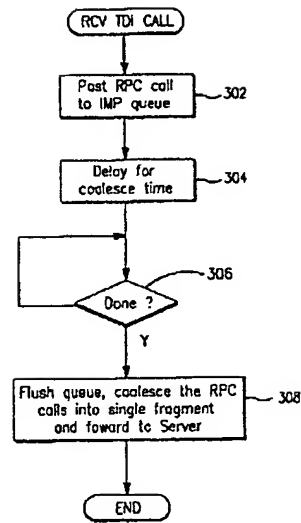 RCV TDI CALL
Post RPC call
to IMP queue
302
Delay for
coalesce time
304
306
Done ?
Y
Flush queue, coalesce the RPC
calls into single fragment
and foward to Server
308
END